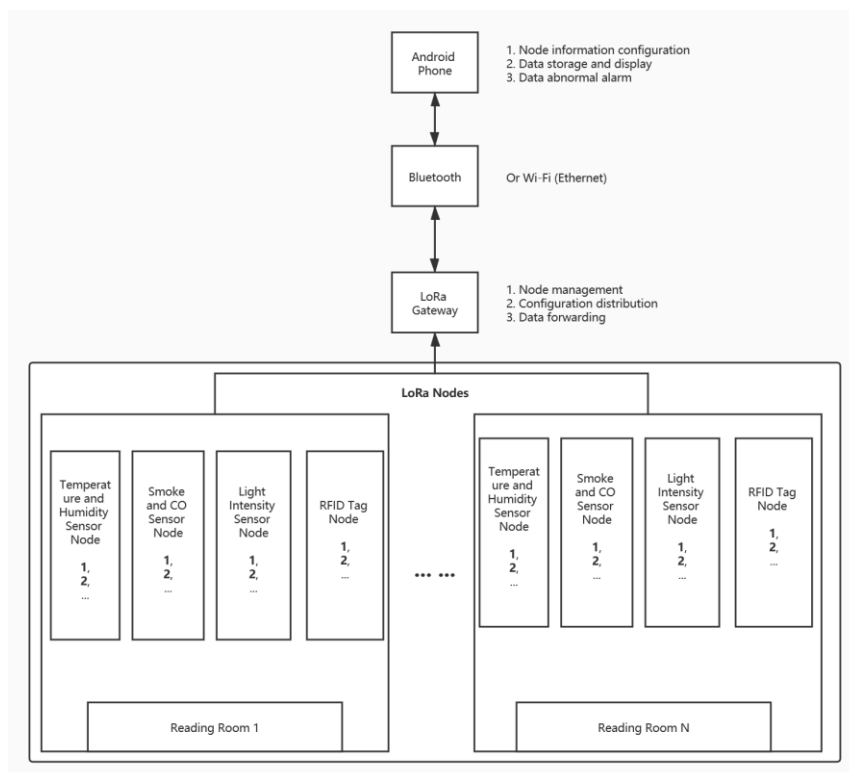 Android
Phone
1. Node information configuration
2. Data storage and display
3. Data abnormal alarm
Bluetooth
Or Wi-Fi (Ethernet)
LoRa
Gateway
1. Node management
2. Configuration distribution
3. Data forwarding
LoRa Nodes
Temperat
ure and
Humidity
Sensor
Node
1,
2,
...
Smoke
and CO
Sensor
Node
1,
2,
...
Light
Intensity
Sensor
Node
1,
2,
...
RFID Tag
Node
1,
2,
...
Reading Room 1
... ...
Temperat
ure and
Humidity
Sensor
Node
1,
2,
...
Smoke
and CO
Sensor
Node
1,
2,
...
Light
Intensity
Sensor
Node
1,
2,
...
RFID Tag
Node
1,
2,
...
Reading Room N